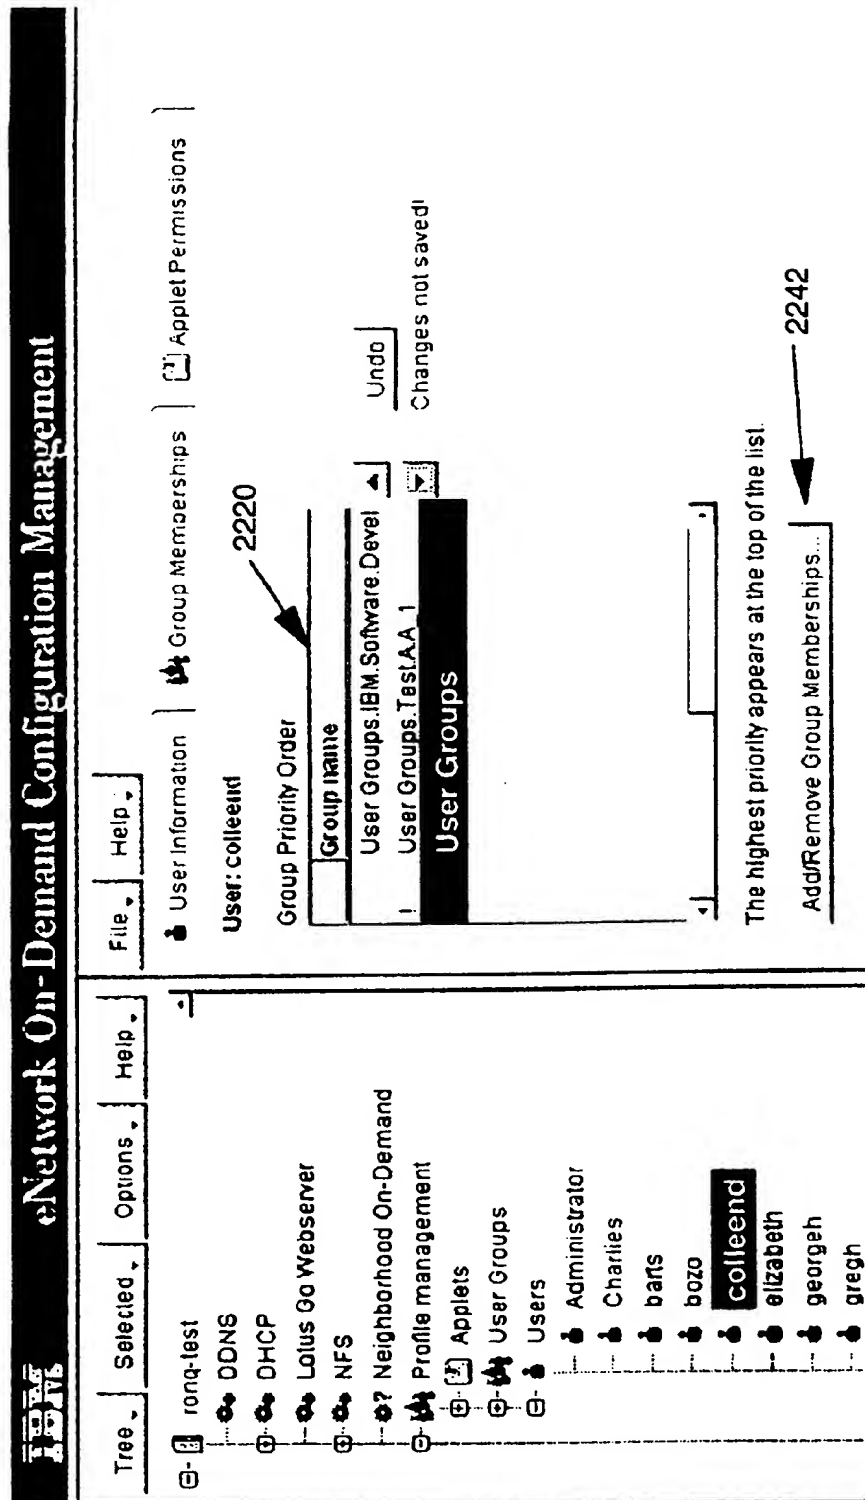 IBM
eNetwork On-Demand Configuration Management
Tree
Selected
Options
Help
ronq-test
DDNS
DHCP
Lotus Go Webserver
NFS
? Neighborhood On-Demand
Profile management
Applets
User Groups
Users
Administrator
Charlies
barts
bozo
colleend
elizabeth
georgeh
gregh
File
Help
User Information
Group Memberships
Applet Permissions
User: colleend
Group Priority Order
2220
Group name
User Groups.IBM.Software.Devel
! User Groups.Test.AA_1
User Groups
Undo
Changes not saved!
The highest priority appears at the top of the list.
Add/Remove Group Memberships...
2242